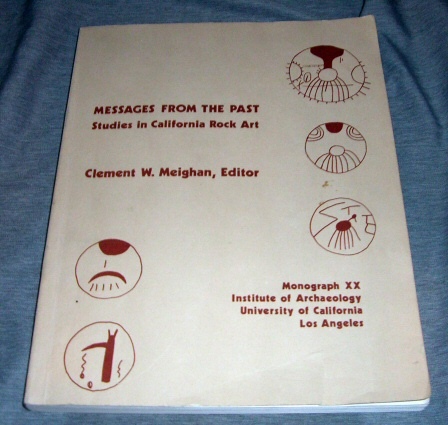 MESSAGES FROM THE PAST
Studies in California Rock Art
Clement W. Meighan, Editor
Monograph XX
Institute of Archaeology
University of California
Los Angeles